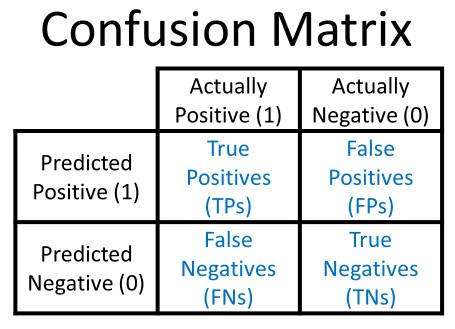 Confusion Matrix
Actually
Positive (1)
Actually
Negative (0)
Predicted
Positive (1)
True
Positives
(TPs)
False
Positives
(FPs)
Predicted
Negative (0)
False
Negatives
(FNs)
True
Negatives
(TNs)